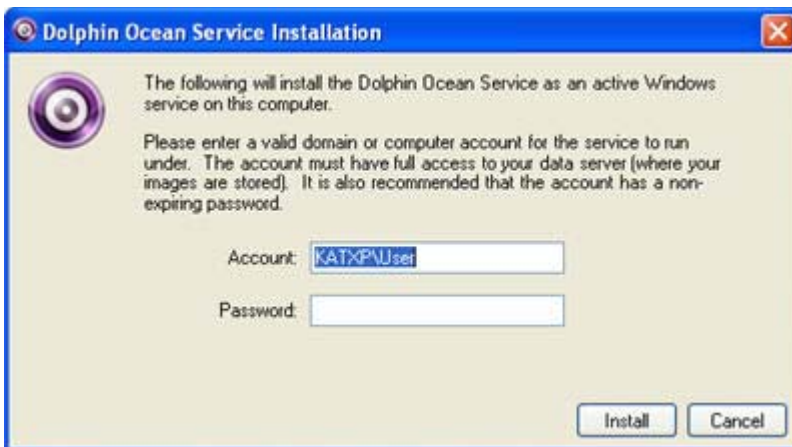 Dolphin Ocean Service Installation
The following will install the Dolphin Ocean Service as an active Windows
service on this computer.
Please enter a valid domain or computer account for the service to run
under. The account must have full access to your data server (where your
images are stored). It is also recommended that the account has a non-
expiring password.
Account: KATXP\User
Password:
Install Cancel